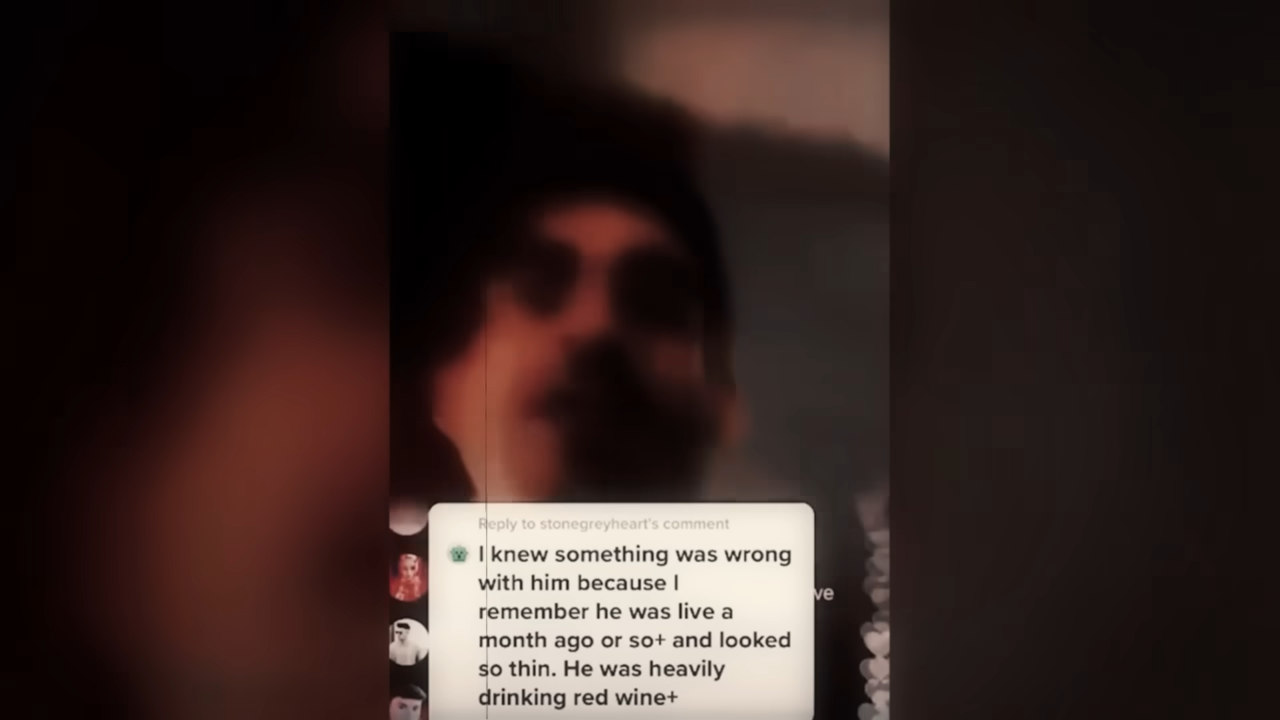 Reply to stonegreyheart's comment
I knew something was wrong
with him because I
remember he was live a
month ago or so+ and looked
so thin. He was heavily
drinking red wine+
ve